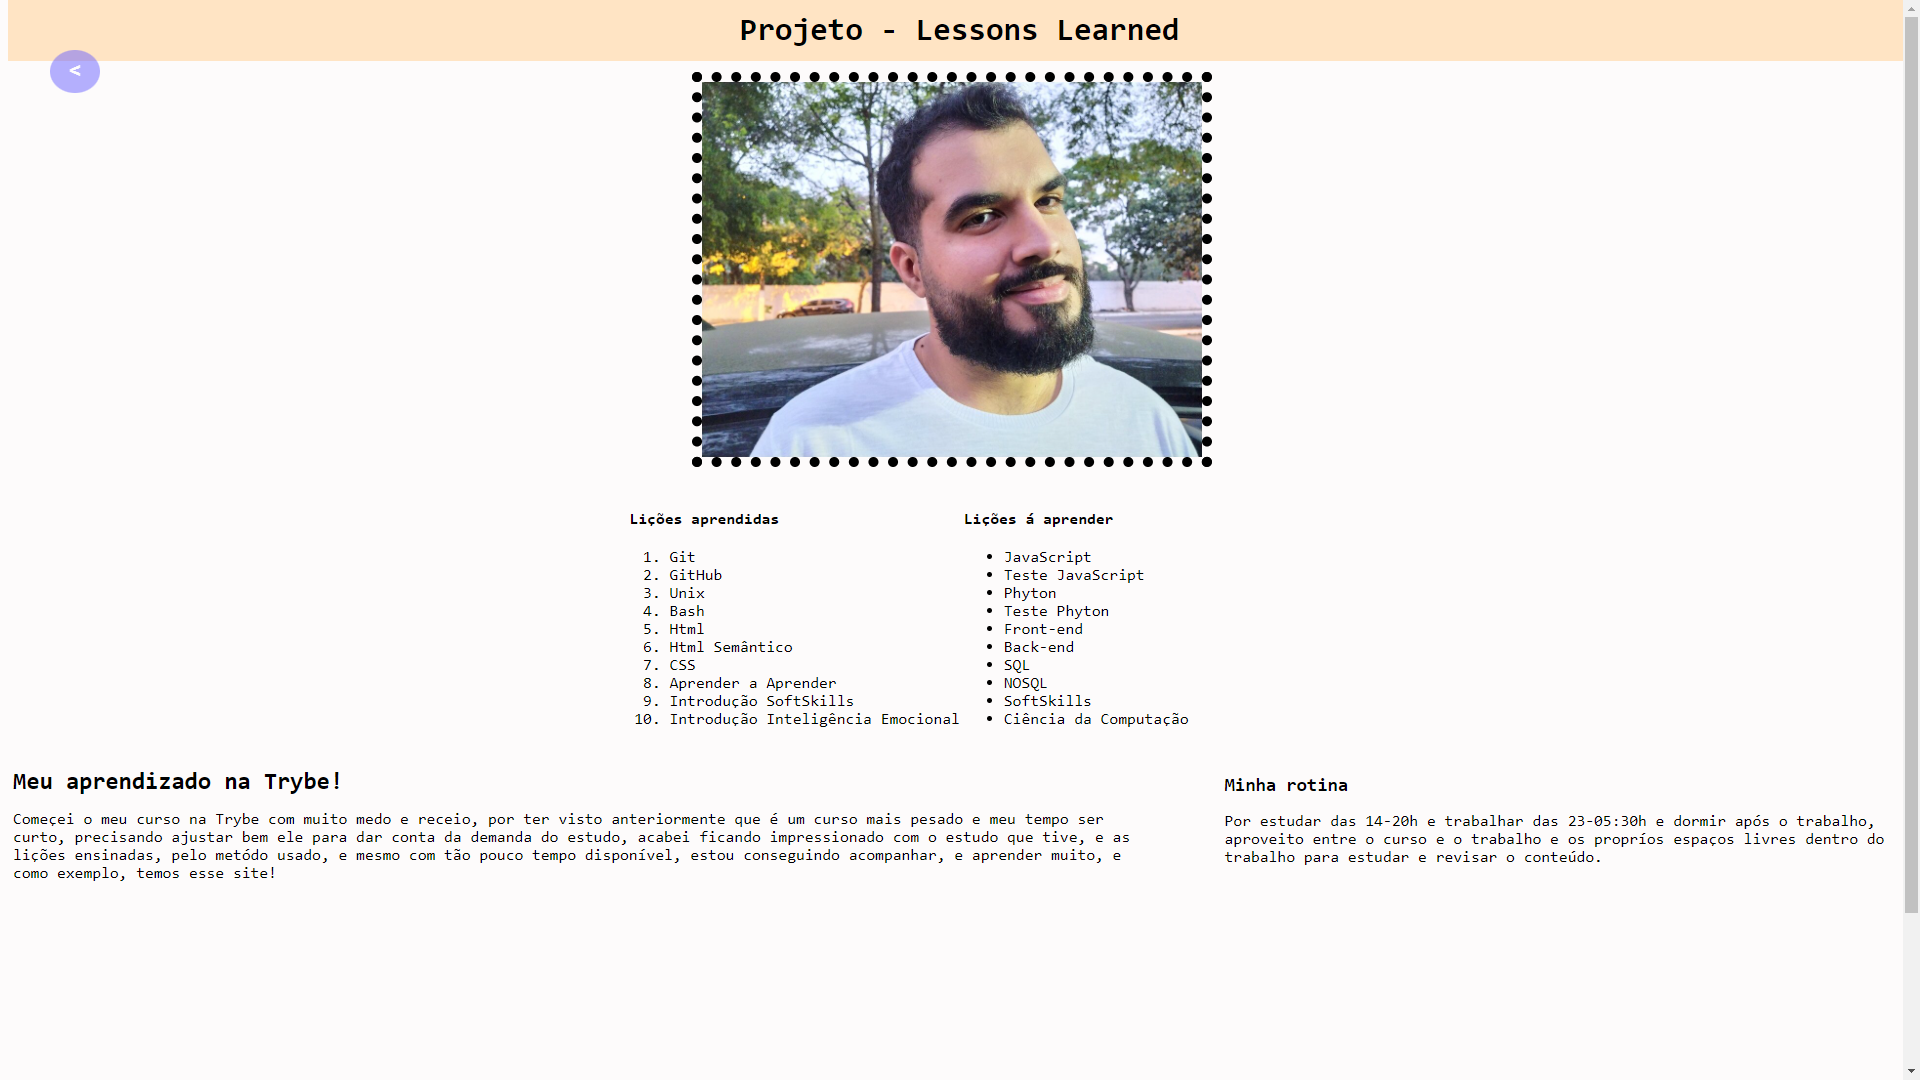 Projeto - Lessons Learned
<
Lições aprendidas
1. Git
2. GitHub
3. Unix
4. Bash
5. Html
6. Html Semântico
7. CSS
8. Aprender a Aprender
9. Introdução SoftSkills
10. Introdução Inteligência Emocional
Lições á aprender
• JavaScript
• Teste JavaScript
• Phyton
• Teste Phyton
• Front-end
• Back-end
• SQL
• NOSQL
• SoftSkills
• Ciência da Computação
Meu aprendizado na Trybe!
Começei o meu curso na Trybe com muito medo e receio, por ter visto anteriormente que é um curso mais pesado e meu tempo ser
curto, precisando ajustar bem ele para dar conta da demanda do estudo, acabei ficando impressionado com o estudo que tive, e as
lições ensinadas, pelo metódo usado, e mesmo com tão pouco tempo disponível, estou conseguindo acompanhar, e aprender muito, e
como exemplo, temos esse site!
Minha rotina
Por estudar das 14-20h e trabalhar das 23-05:30h e dormir após o trabalho,
aproveito entre o curso e o trabalho e os propríos espaços livres dentro do
trabalho para estudar e revisar o conteúdo.